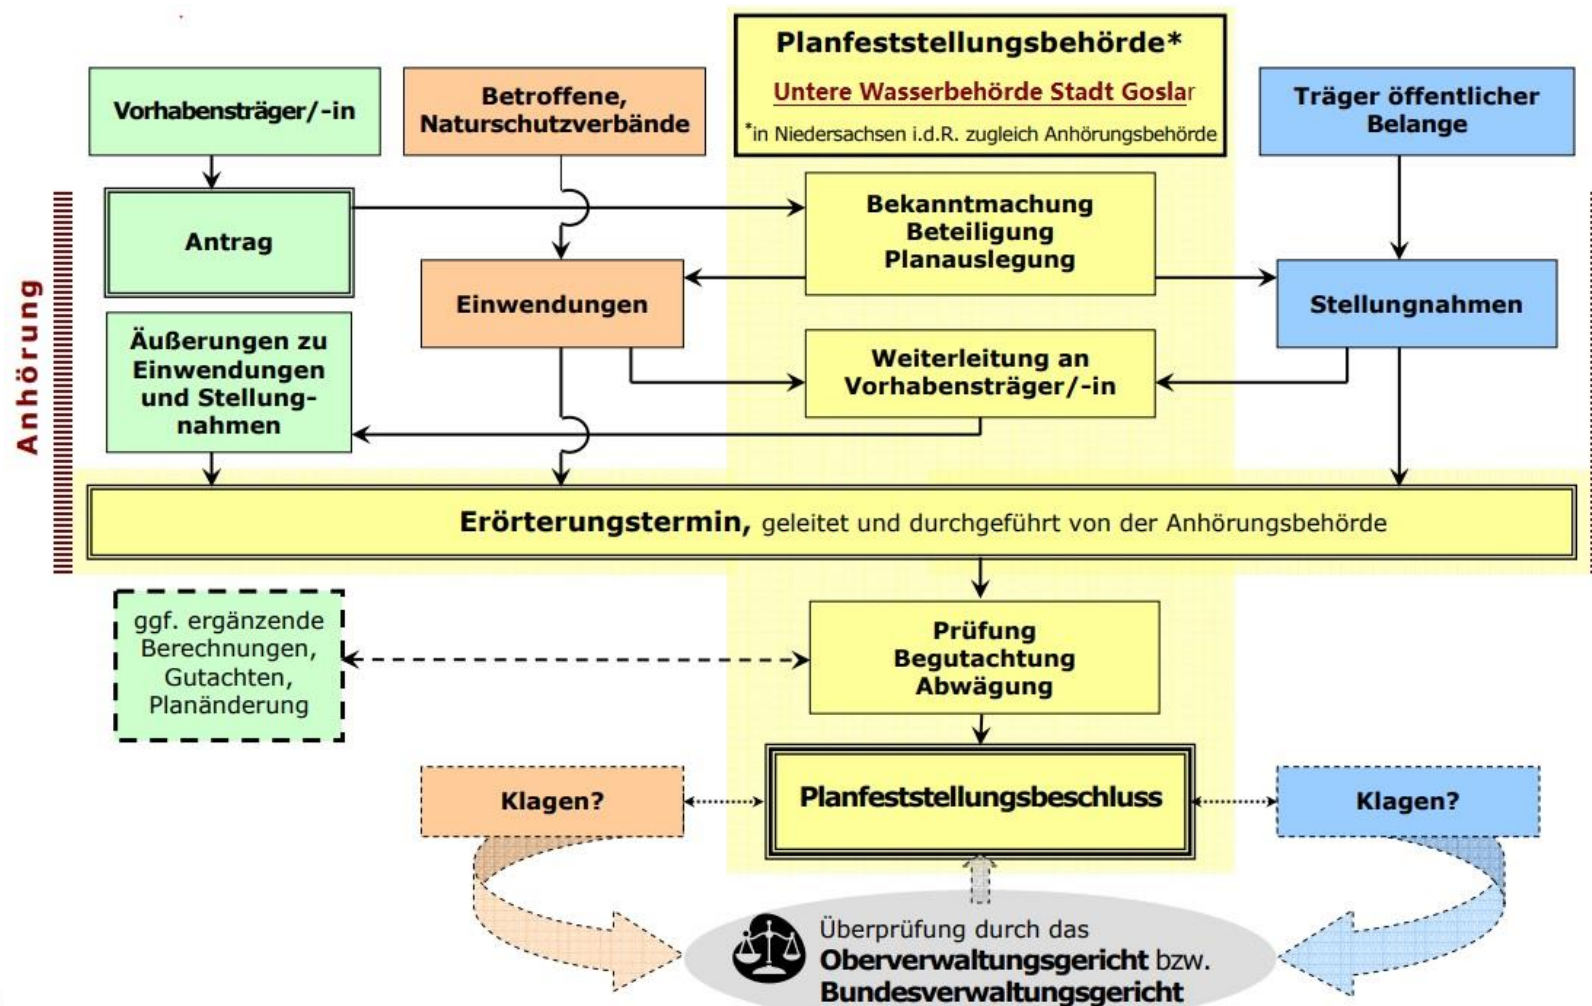 Planfeststellungsbehörde*
Untere Wasserbehörde Stadt Goslar
*in Niedersachsen i.d.R. zugleich Anhörungsbehörde
Vorhabensträger/-in
Betroffene,
Naturschutzverbände
Träger öffentlicher
Belange
Anhörung
Antrag
Bekanntmachung
Beteiligung
Planauslegung
Einwendungen
Stellungnahmen
Äußerungen zu
Einwendungen
und Stellung-
nahmen
Weiterleitung an
Vorhabensträger/-in
Erörterungstermin, geleitet und durchgeführt von der Anhörungsbehörde
ggf. ergänzende
Berechnungen,
Gutachten,
Planänderung
Prüfung
Begutachtung
Abwägung
Klagen?
Planfeststellungsbeschluss
Klagen?
Überprüfung durch das
Oberverwaltungsgericht bzw.
Bundesverwaltungsgericht